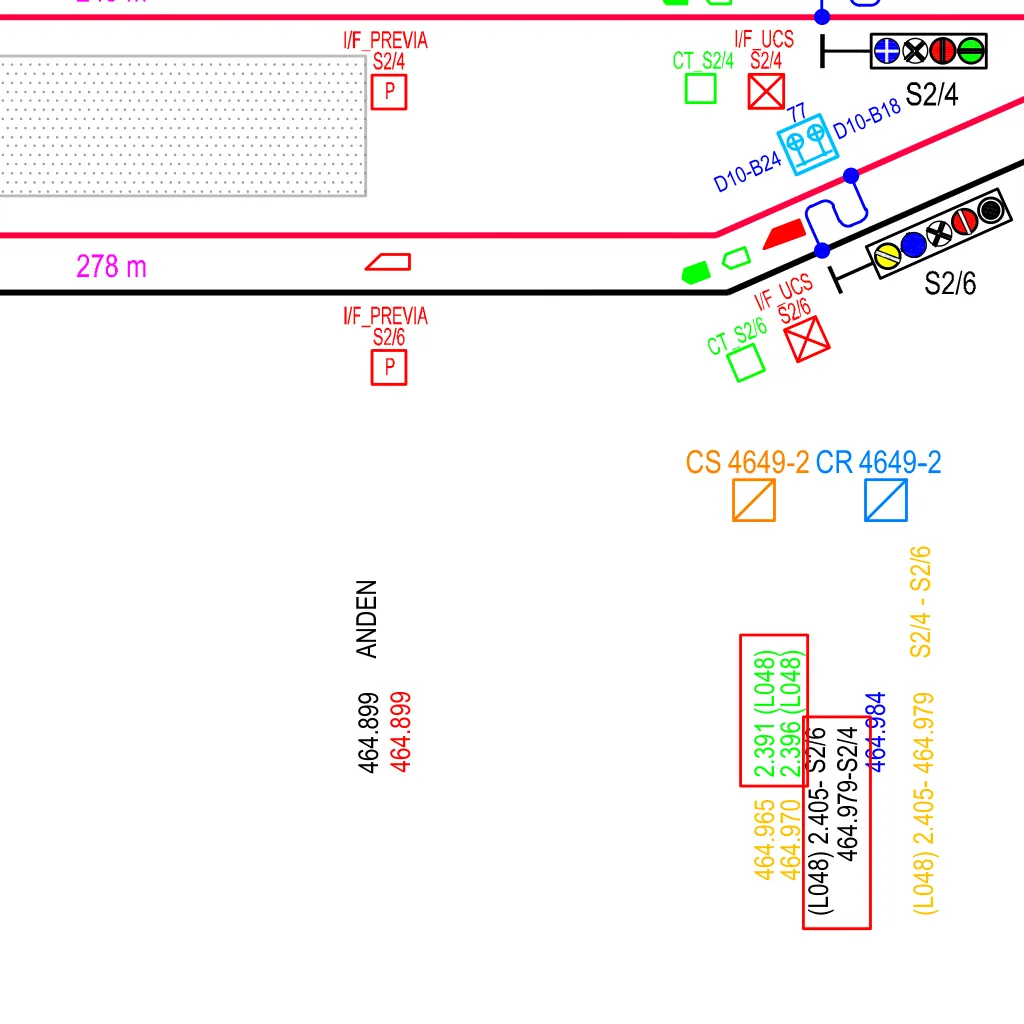 I/F_PREVIA
S2/4
P
I/F_UCS
S2/4
CT_S2/4
S2/4
77
D10-B18
D10-B24
278 m
S2/6
I/F_PREVIA
S2/6
P
I/F_UCS
S2/6
CT_S2/6
CS 4649-2
CR 4649-2
ANDEN
464.899
464.899
2.391 (L048)
2.396 (L048)
464.965
464.970
(L048) 2.405- S2/6
464.979-S2/4
464.984
S2/4 - S2/6
(L048) 2.405- 464.979